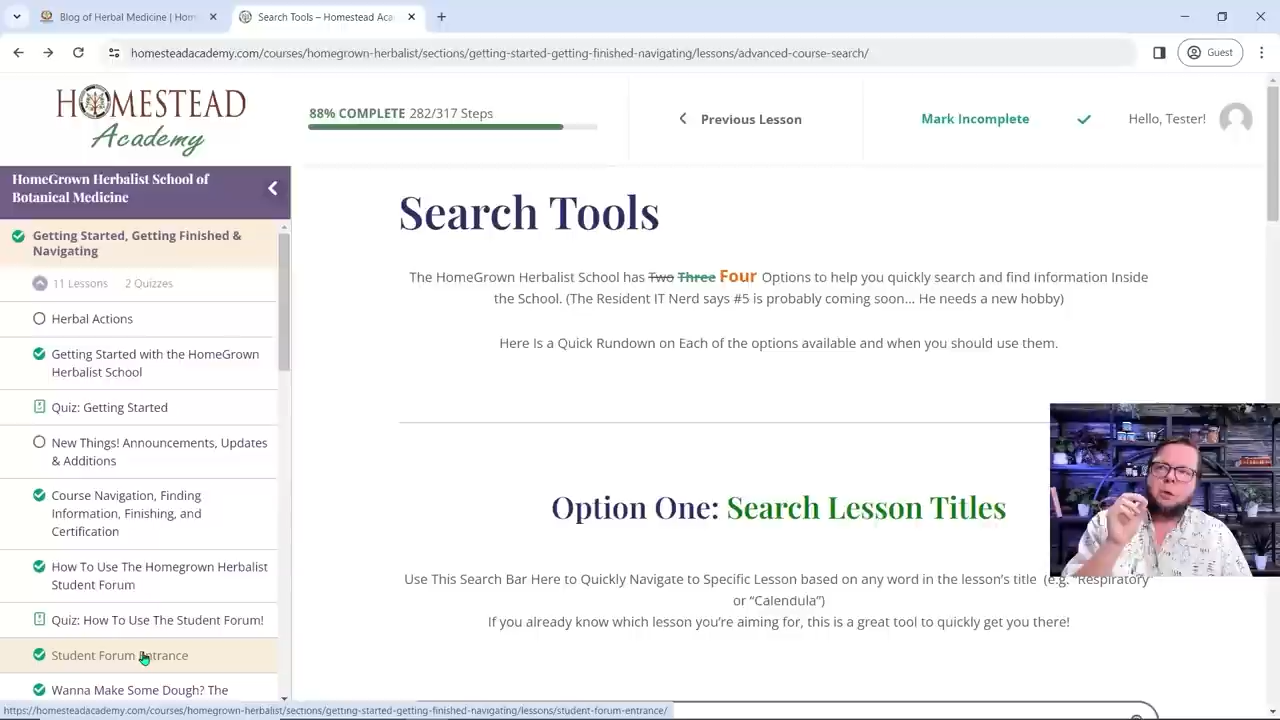 Blog of Herbal Medicine | Hom
Search Tools – Homestead Aca
homesteadacademy.com/courses/homegrown-herbalist/sections/getting-started-getting-finished-navigating/lessons/advanced-course-search/
Guest
HOMESTEAD
Academy
88% COMPLETE 282/317 Steps
Previous Lesson
Mark Incomplete
Hello, Tester!
HomeGrown Herbalist School of
Botanical Medicine
Getting Started, Getting Finished &
Navigating
11 Lessons 2 Quizzes
Herbal Actions
Getting Started with the HomeGrown
Herbalist School
Quiz: Getting Started
New Things! Announcements, Updates
& Additions
Course Navigation, Finding
Information, Finishing, and
Certification
How To Use The Homegrown Herbalist
Student Forum
Quiz: How To Use The Student Forum!
Student Forum Entrance
Wanna Make Some Dough? The
Search Tools
The HomeGrown Herbalist School has Two Three Four Options to help you quickly search and find information Inside
the School. (The Resident IT Nerd says #5 is probably coming soon... He needs a new hobby)
Here Is a Quick Rundown on Each of the options available and when you should use them.
Option One: Search Lesson Titles
Use This Search Bar Here to Quickly Navigate to Specific Lesson based on any word in the lesson's title (e.g. "Respiratory"
or "Calendula")
If you already know which lesson you're aiming for, this is a great tool to quickly get you there!
https://homesteadacademy.com/courses/homegrown-herbalist/sections/getting-started-getting-finished-navigating/lessons/student-forum-entrance/